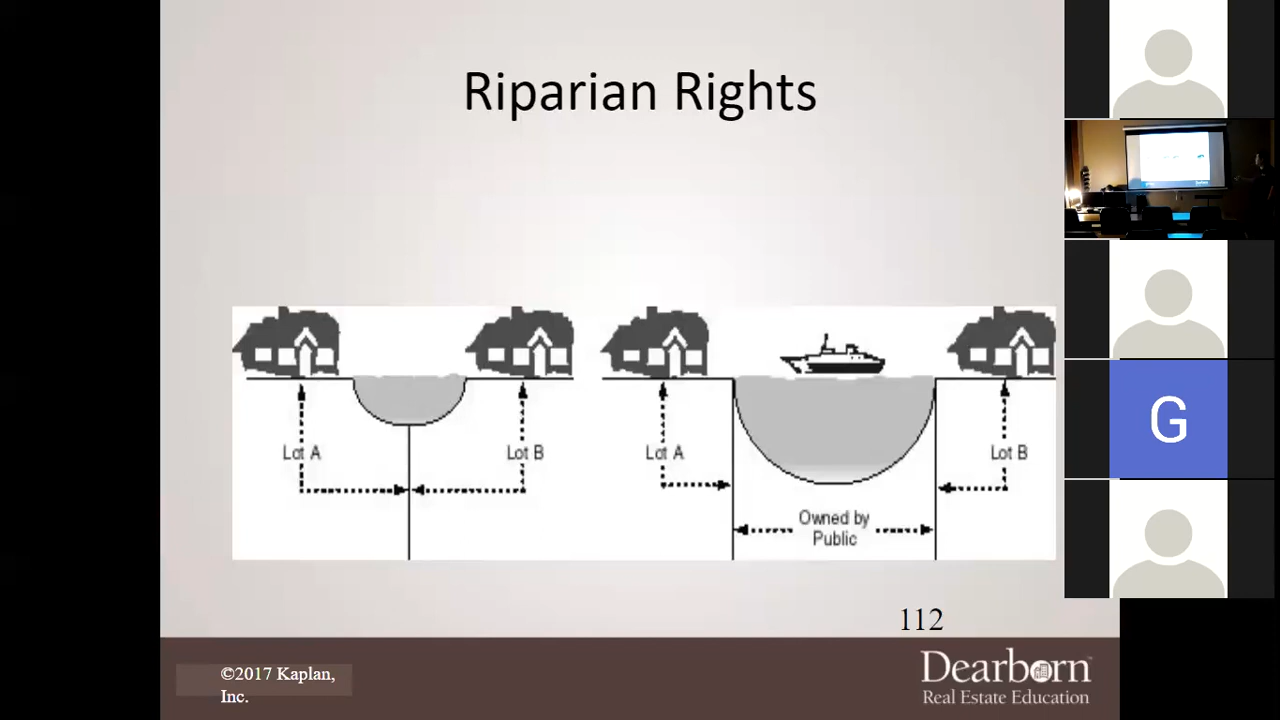 Riparian Rights
Lot A
Lot B
Lot A
Lot B
Owned by
Public
112
©2017 Kaplan,
Inc.
Dearborn
Real Estate Education
G